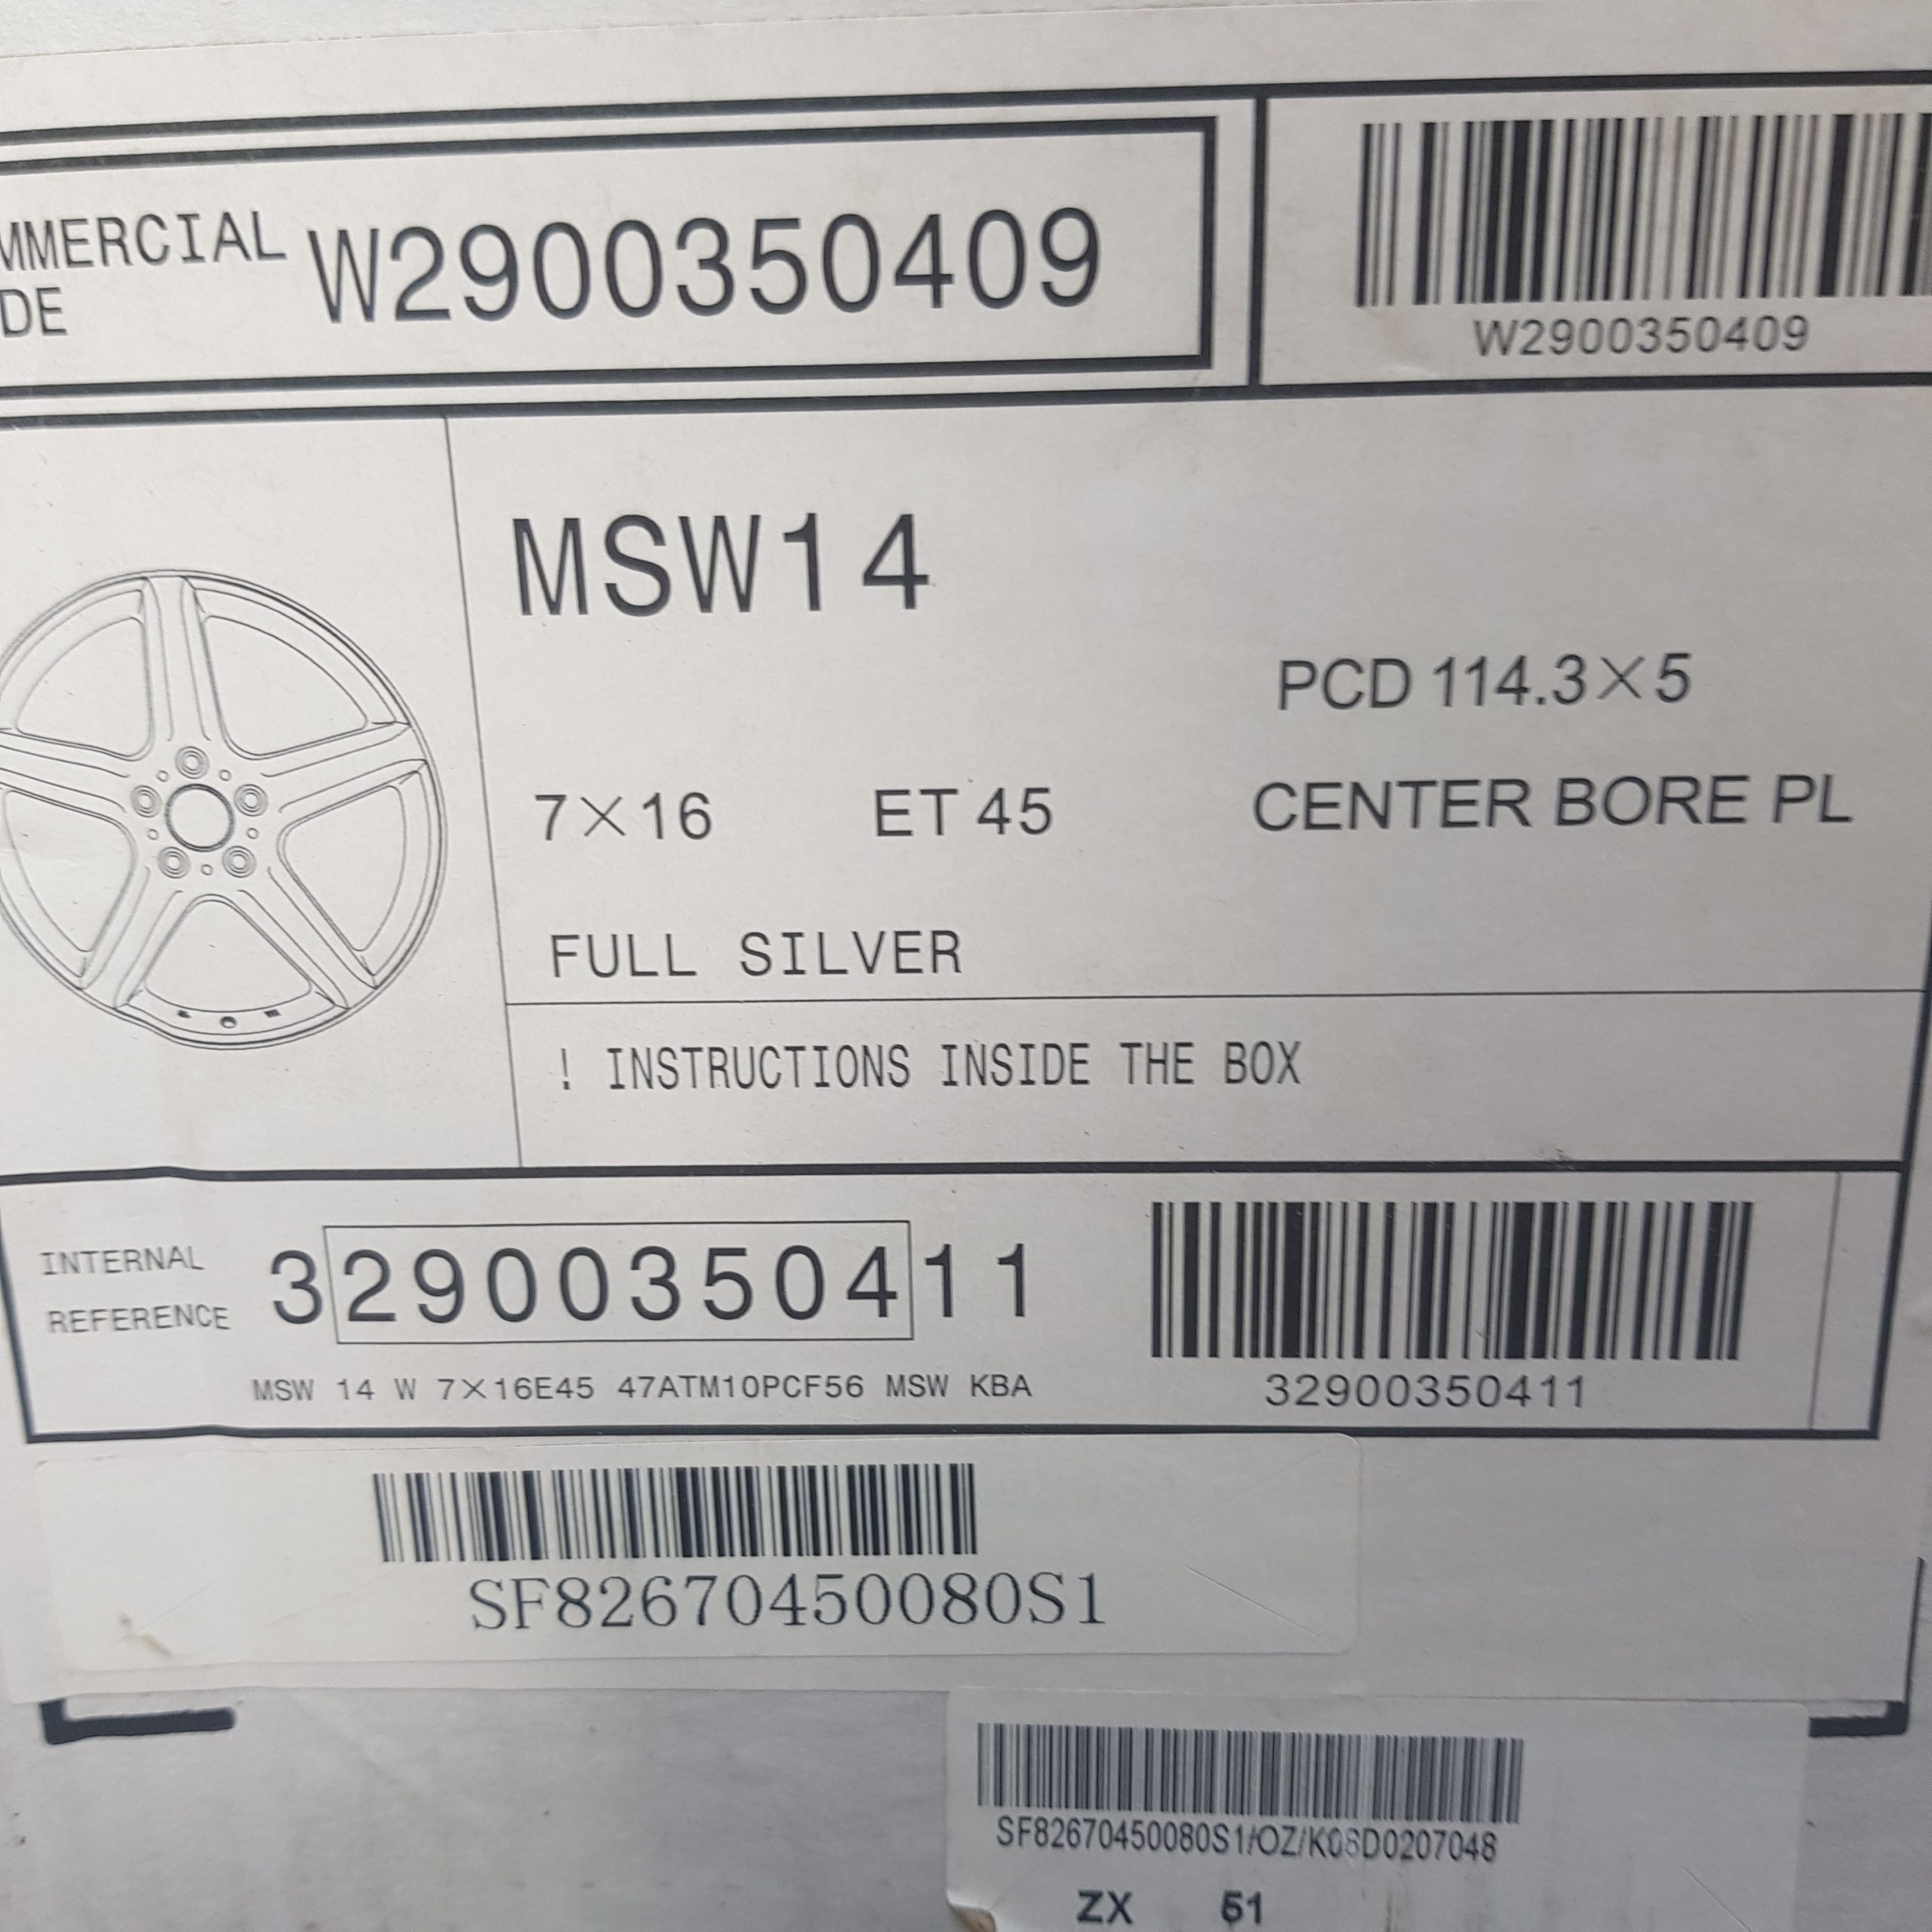 MMERCIAL
DE
W2900350409
W2900350409
MSW14
PCD 114.3×5
7×16 ET 45 CENTER BORE PL
FULL SILVER
! INSTRUCTIONS INSIDE THE BOX
INTERNAL
REFERENCE
32900350411
MSW 14 W 7×16E45 47ATM10PCF56 MSW KBA
32900350411
SF82670450080S1
SF82670450080S1/OZ/K06D0207048
ZX 51